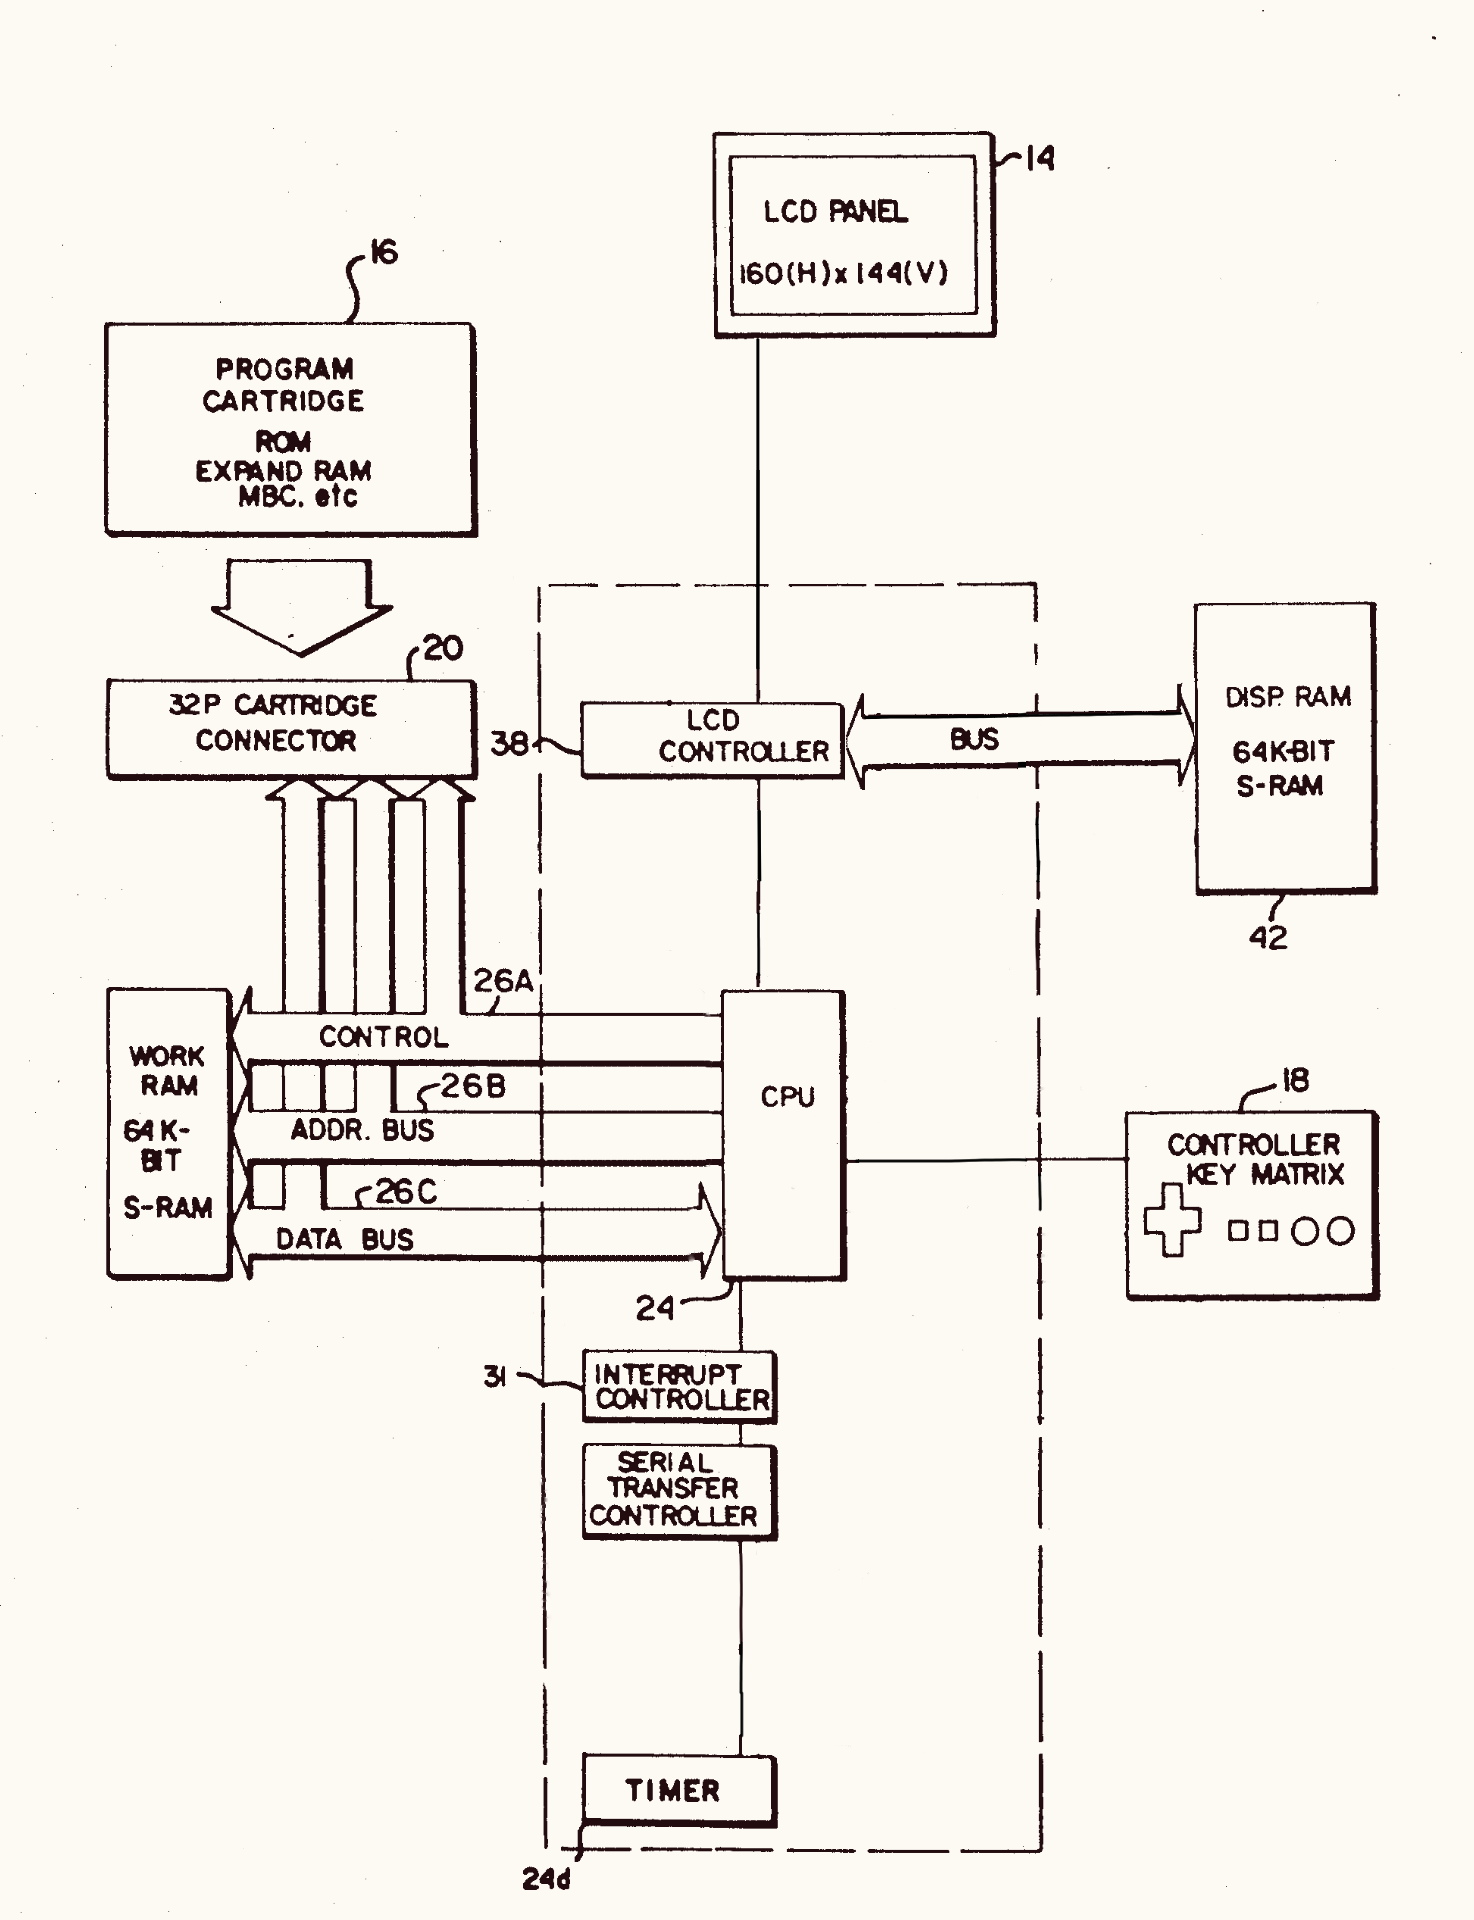 14
LCD PANEL
160(H)x144(V)
16
PROGRAM
CARTRIDGE
ROM
EXPAND RAM
MBC. etc
20
32P CARTRIDGE
CONNECTOR
38
LCD
CONTROLLER
BUS
DISP. RAM
64K-BIT
S-RAM
42
26A
CONTROL
WORK
RAM
64K-
BIT
S-RAM
26B
ADDR. BUS
26C
DATA BUS
CPU
24
18
CONTROLLER
KEY MATRIX
31
INTERRUPT
CONTROLLER
SERIAL
TRANSFER
CONTROLLER
TIMER
24d